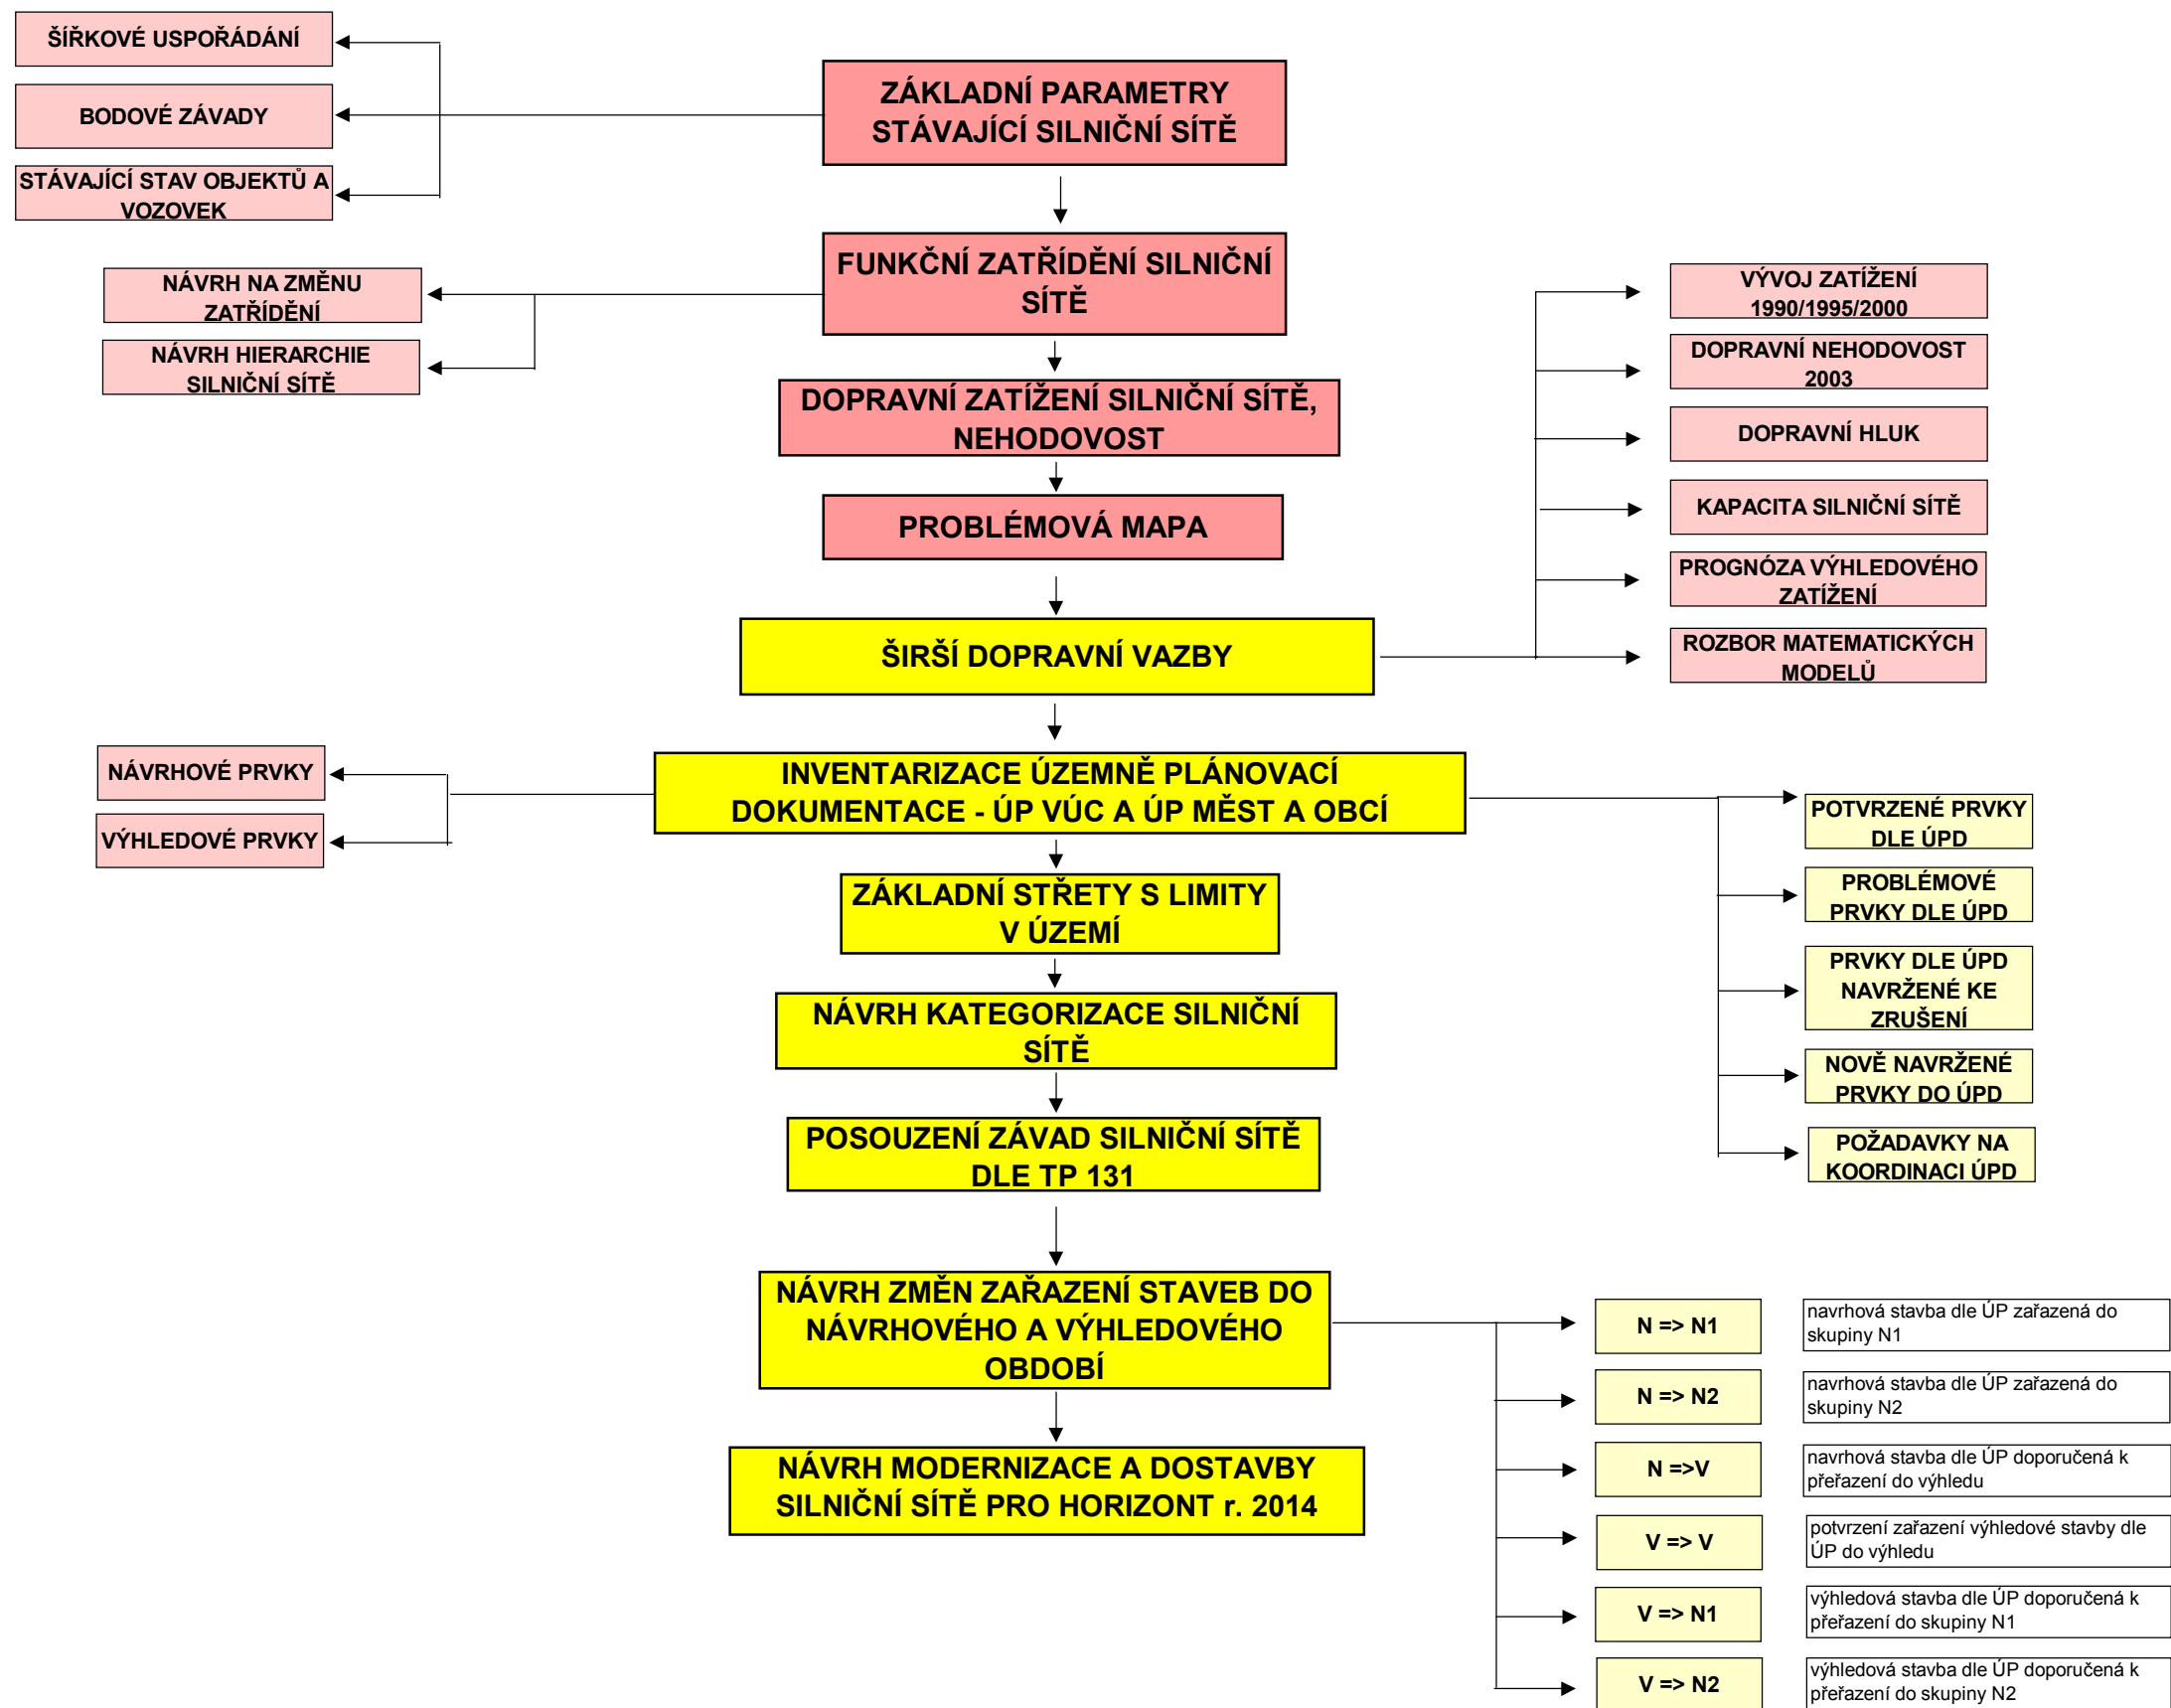 ŠÍŘKOVÉ USPOŘÁDÁNÍ
BODOVÉ ZÁVADY
STÁVAJÍCÍ STAV OBJEKTŮ A
VOZOVEK
ZÁKLADNÍ PARAMETRY
STÁVAJÍCÍ SILNIČNÍ SÍTĚ
FUNKČNÍ ZATŘÍDĚNÍ SILNIČNÍ
SÍTĚ
NÁVRH NA ZMĚNU
ZATŘÍDĚNÍ
NÁVRH HIERARCHIE
SILNIČNÍ SÍTĚ
DOPRAVNÍ ZATÍŽENÍ SILNIČNÍ SÍTĚ,
NEHODOVOST
PROBLÉMOVÁ MAPA
ŠIRŠÍ DOPRAVNÍ VAZBY
VÝVOJ ZATÍŽENÍ
1990/1995/2000
DOPRAVNÍ NEHODOVOST
2003
DOPRAVNÍ HLUK
KAPACITA SILNIČNÍ SÍTĚ
PROGNÓZA VÝHLEDOVÉHO
ZATÍŽENÍ
ROZBOR MATEMATICKÝCH
MODELŮ
NÁVRHOVÉ PRVKY
VÝHLEDOVÉ PRVKY
INVENTARIZACE ÚZEMNĚ PLÁNOVACÍ
DOKUMENTACE - ÚP VÚC A ÚP MĚST A OBCÍ
POTVRZENÉ PRVKY
DLE ÚPD
PROBLÉMOVÉ
PRVKY DLE ÚPD
PRVKY DLE ÚPD
NAVRŽENÉ KE
ZRUŠENÍ
NOVĚ NAVRŽENÉ
PRVKY DO ÚPD
POŽADAVKY NA
KOORDINACI ÚPD
ZÁKLADNÍ STŘETY S LIMITY
V ÚZEMÍ
NÁVRH KATEGORIZACE SILNIČNÍ
SÍTĚ
POSOUZENÍ ZÁVAD SILNIČNÍ SÍTĚ
DLE TP 131
NÁVRH ZMĚN ZAŘAZENÍ STAVEB DO
NÁVRHOVÉHO A VÝHLEDOVÉHO
OBDOBÍ
NÁVRH MODERNIZACE A DOSTAVBY
SILNIČNÍ SÍTĚ PRO HORIZONT r. 2014
N => N1
navrhová stavba dle ÚP zařazená do
skupiny N1
N => N2
navrhová stavba dle ÚP zařazená do
skupiny N2
N =>V
navrhová stavba dle ÚP doporučená k
přeřazení do výhledu
V => V
potvrzení zařazení výhledové stavby dle
ÚP do výhledu
V => N1
výhledová stavba dle ÚP doporučená k
přeřazení do skupiny N1
V => N2
výhledová stavba dle ÚP doporučená k
přeřazení do skupiny N2